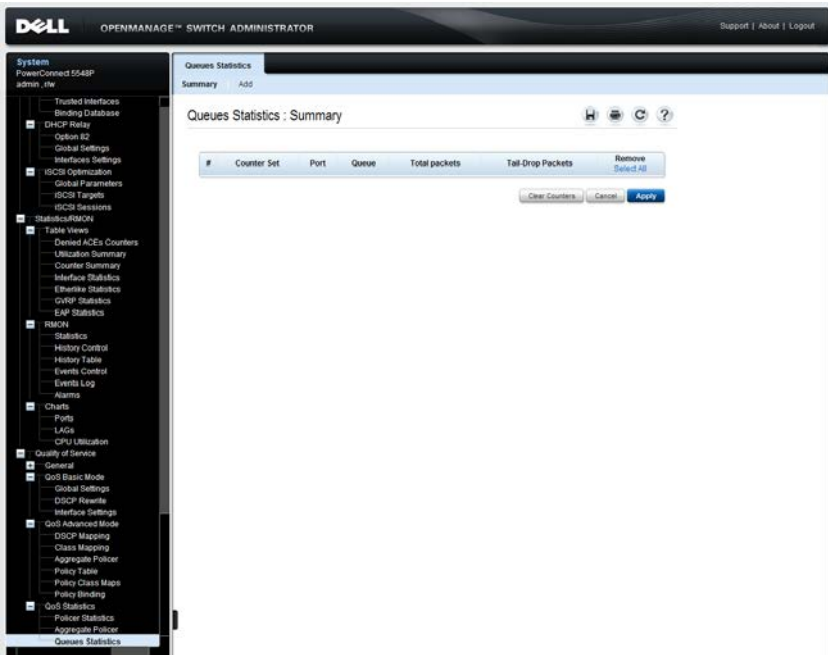 DELL
OPENMANAGE™ SWITCH ADMINISTRATOR
Support | About | Logout
System
PowerConnect 5548P
admin , r/w
Trusted Interfaces
Binding Database
DHCP Relay
Option 82
Global Settings
Interfaces Settings
iSCSI Optimization
Global Parameters
iSCSI Targets
iSCSI Sessions
Statistics/RMON
Table Views
Denied ACEs Counters
Utilization Summary
Counter Summary
Interface Statistics
Etherlike Statistics
GVRP Statistics
EAP Statistics
RMON
Statistics
History Control
History Table
Events Control
Events Log
Alarms
Charts
Ports
LAGs
CPU Utilization
Quality of Service
General
QoS Basic Mode
Global Settings
DSCP Rewrite
Interface Settings
QoS Advanced Mode
DSCP Mapping
Class Mapping
Aggregate Policer
Policy Table
Policy Class Maps
Policy Binding
QoS Statistics
Policer Statistics
Aggregate Policer
Queues Statistics
Queues Statistics
Summary Add
Queues Statistics : Summary
?
# Counter Set Port Queue Total packets Tail-Drop Packets Remove
Select All
Clear Counters Cancel Apply